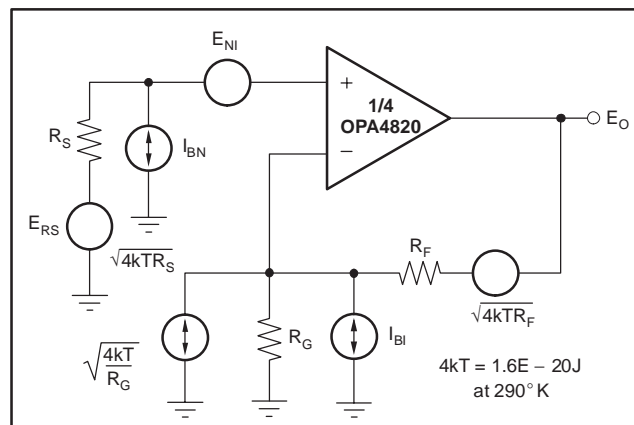 E_NI
+
1/4
OPA4820
−
E_O
R_S
I_BN
E_RS
√4kTR_S
R_F
√4kTR_F
√4kT/R_G
R_G
I_BI
4kT = 1.6E − 20J
at 290°K